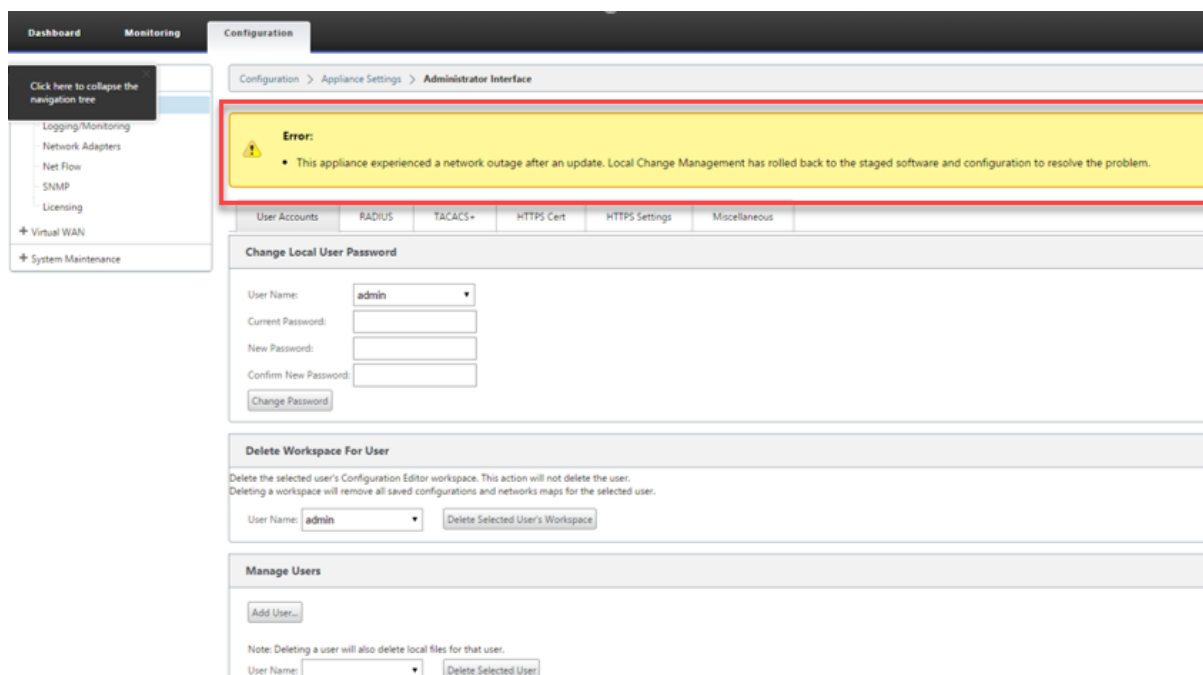 Dashboard Monitoring Configuration
Click here to collapse the
navigation tree
Logging/Monitoring
Network Adapters
Net Flow
SNMP
Licensing
+ Virtual WAN
+ System Maintenance
Configuration > Appliance Settings > Administrator Interface
Error:
• This appliance experienced a network outage after an update. Local Change Management has rolled back to the staged software and configuration to resolve the problem.
User Accounts RADIUS TACACS+ HTTPS Cert HTTPS Settings Miscellaneous
Change Local User Password
User Name: admin
Current Password:
New Password:
Confirm New Password:
Change Password
Delete Workspace For User
Delete the selected user's Configuration Editor workspace. This action will not delete the user.
Deleting a workspace will remove all saved configurations and networks maps for the selected user.
User Name: admin Delete Selected User's Workspace
Manage Users
Add User...
Note: Deleting a user will also delete local files for that user.
User Name: Delete Selected User